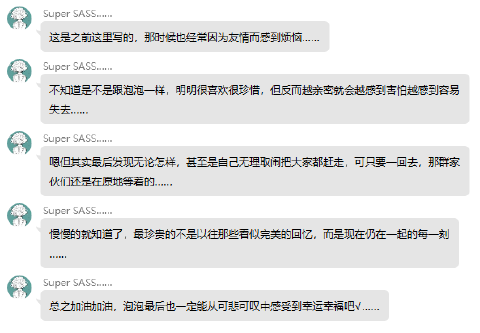 Super SASS……
这是之前这里写的，那时候也经常因为友情而感到烦恼……
Super SASS……
不知道是不是跟泡泡一样，明明很喜欢很珍惜，但反而越亲密就会越感到害怕越感到容易
失去……
Super SASS……
嗯但其实最后发现无论怎样，甚至是自己无理取闹把大家都赶走，可只要一回去，那群家
伙们还是在原地等着的……
Super SASS……
慢慢的就知道了，最珍贵的不是以往那些看似完美的回忆，而是现在仍在一起的每一刻
……
Super SASS……
总之加油加油，泡泡最后也一定能从可悲可叹中感受到幸运幸福吧√……